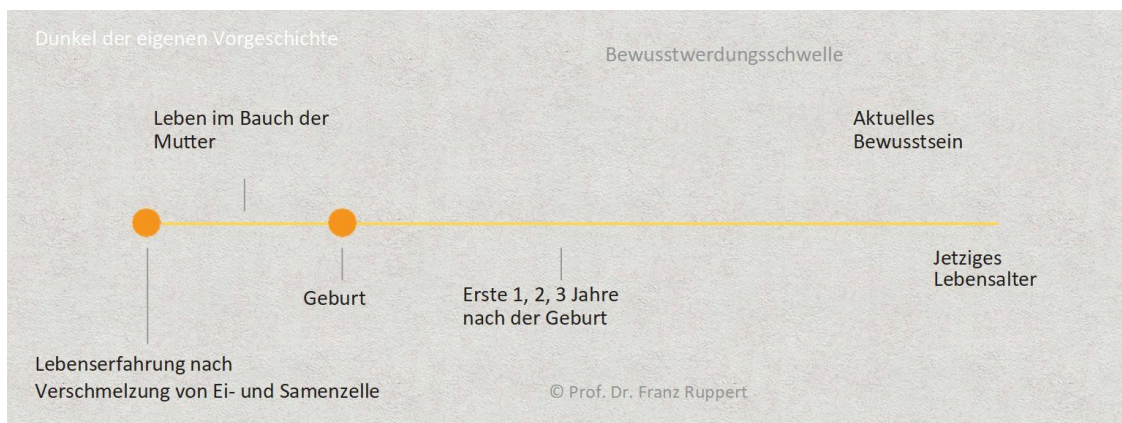 Dunkel der eigenen Vorgeschichte
Bewusstwerdungsschwelle
Leben im Bauch der
Mutter
Aktuelles
Bewusstsein
Geburt
Erste 1, 2, 3 Jahre
nach der Geburt
Jetziges
Lebensalter
Lebenserfahrung nach
Verschmelzung von Ei- und Samenzelle
© Prof. Dr. Franz Ruppert